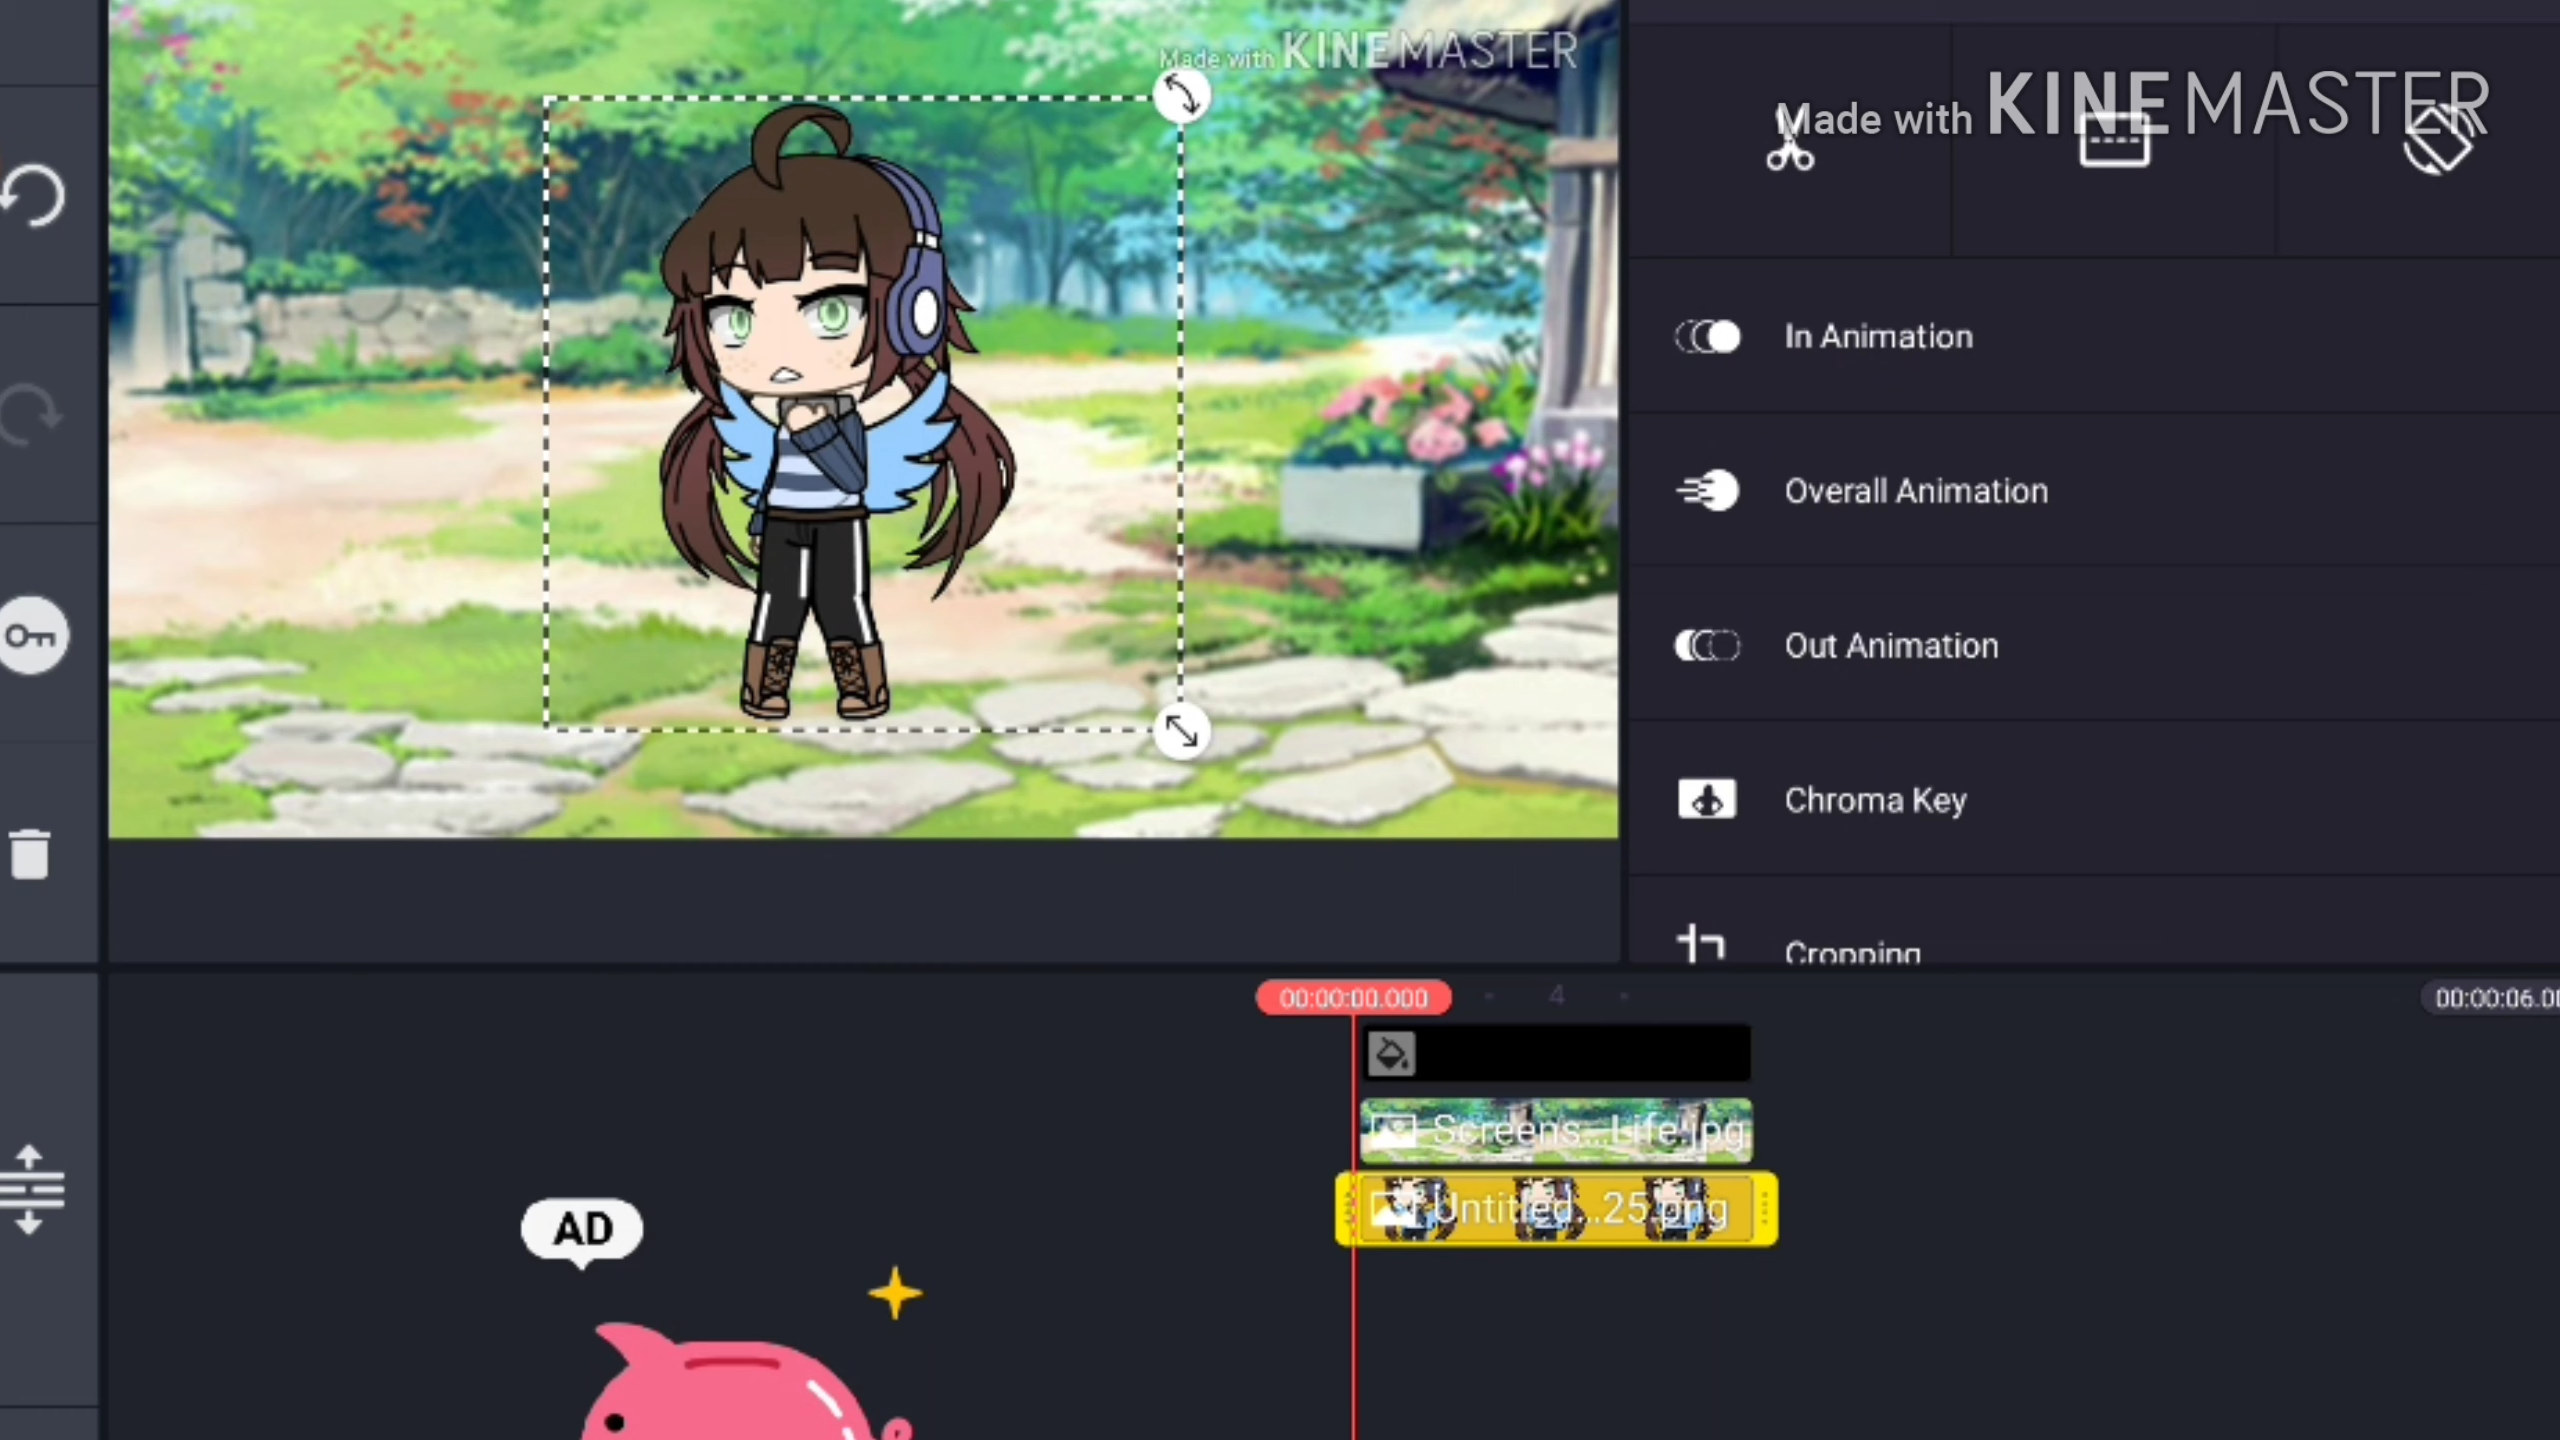 Made with KINEMASTER
Made with KINEMASTER
In Animation
Overall Animation
Out Animation
Chroma Key
Cropping
00:00:00.000
4
00:00:06.00
Screens...Life.jpg
Untitled...25.png
AD